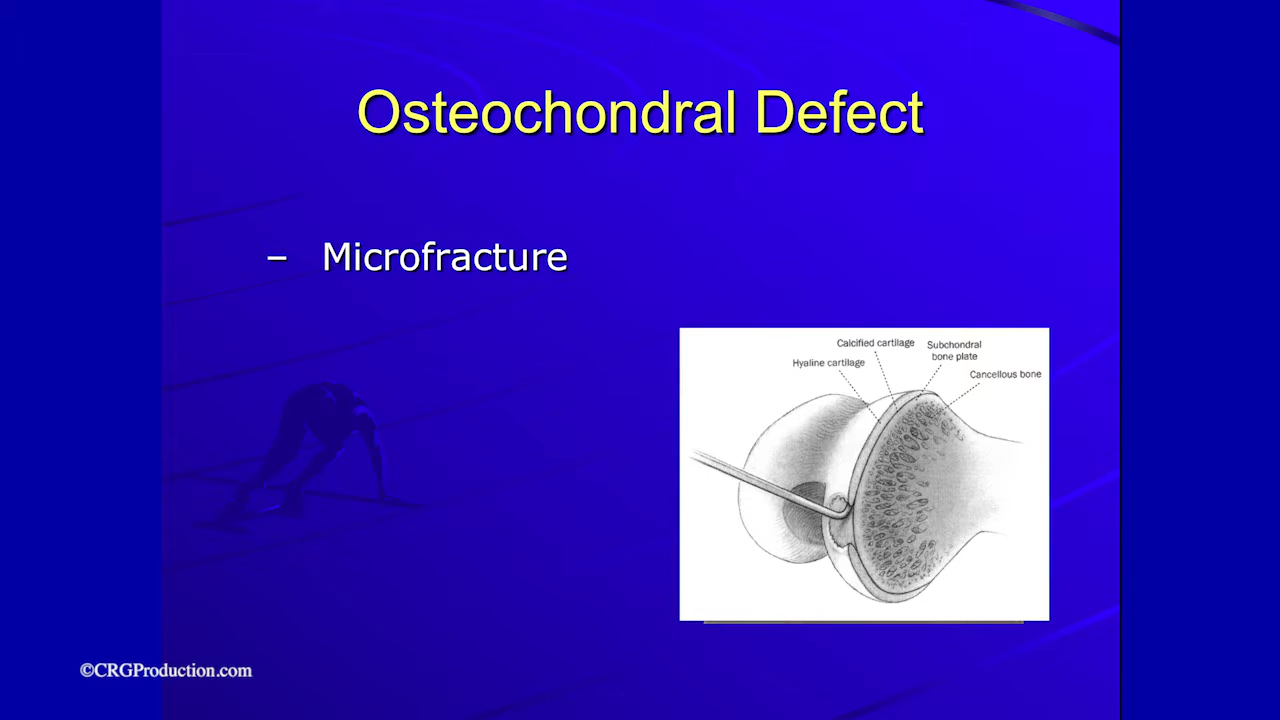 Osteochondral Defect
– Microfracture
Calcified cartilage
Subchondral
bone plate
Hyaline cartilage
Cancellous bone
©CRGProduction.com